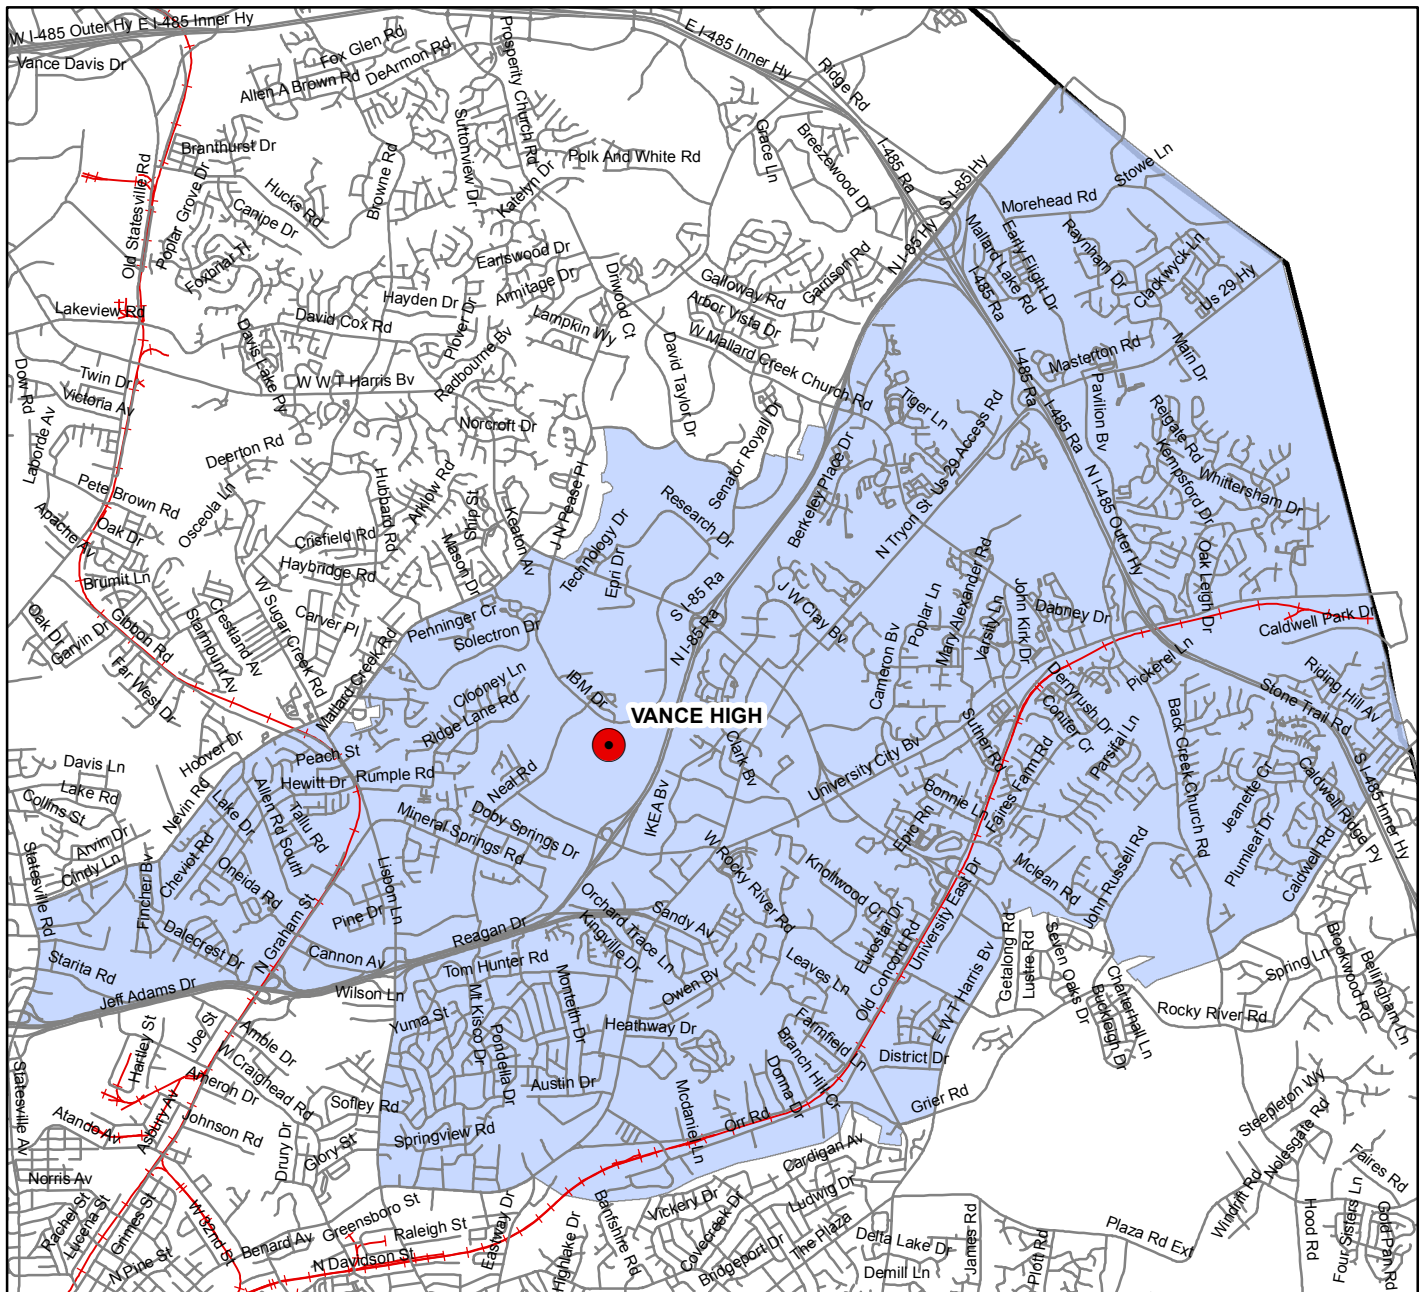 W I-485 Outer Hy
E I-485 Inner Hy
Vance Davis Dr
Fox Glen Rd
DeArmon Rd
Allen A Brown Rd
Prosperity Church Rd
E I-485 Inner Hy
Ridge Rd
Branthurst Dr
Suttonview Dr
Polk And White Rd
Grace Ln
Breezewood Dr
I-485 Ra
S I-85 Hy
Stowe Ln
Old Statesville Rd
Poplar Grove Dr
Hucks Rd
Canipe Dr
Browne Rd
Katelyn Dr
Morehead Rd
Foxbriar Tl
Earlswood Dr
Armitage Dr
Driwood Ct
Galloway Rd
Garrison Rd
N I-85 Hy
Mallard Lake Rd
Early Flight Dr
Raynham Dr
Clackwyck Ln
Us 29 Hy
I-485 Ra
Lakeview Rd
David Cox Rd
Hayden Dr
Plover Dr
Lampkin Wy
Arbor Vista Dr
W Mallard Creek Church Rd
Davis Lake Py
Radbourne Bv
David Taylor Dr
Masterton Rd
Main Dr
Dow Rd
Twin Dr
Victoria Av
W W T Harris Bv
I-485 Ra
Pavilion Bv
Tiger Ln
Us 29 Access Rd
I-485 Ra
Laborde Av
Norcroft Dr
Deerton Rd
Senator Royall Dr
Berkeley Place Dr
Reigate Rd
Kempsford Dr
Whittersham Dr
Pete Brown Rd
Osceola Ln
Hubbard Rd
Arklow Rd
Keaton Av
J N Pease Pl
Research Dr
N Tryon St
N I-485 Outer Hy
Apache Av
Oak Dr
Crisfield Rd
Haybridge Rd
Mason Dr
Technology Dr
Epri Dr
Oak Leigh Dr
Brumit Ln
W Sugar Creek Rd
Carver Pl
Penninger Cr
Solectron Dr
S I-85 Ra
N I-85 Ra
J W Clay Bv
Poplar Ln
Mary Alexander Rd
Vasity Ln
John Kirk Dr
Dabney Dr
Caldwell Park Dr
Oak Dr
Garvin Dr
Gibbon Rd
Starmount Av
Crestland Av
Far West Dr
Mallard Creek Rd
Clooney Ln
Ridge Lane Rd
IBM Dr
Cameron Bv
Pickerel Ln
Riding Hill Av
Stone Trail Rd
VANCE HIGH
Derryrush Dr
Conifer Cr
Parsifal Ln
Suther Rd
Back Creek Church Rd
Hoover Dr
Peach St
Hewitt Dr
Rumple Rd
Neal Rd
Clark Bv
University City Bv
S I-485 Inner Hy
Davis Ln
Lake Rd
Collins St
Nevin Rd
Lake Dr
Allen Rd South
Tallu Rd
Mineral Springs Rd
Doby Springs Dr
IKEA Bv
Bonnie Ln
Epic Rn
Faires Farm Rd
Jeanette Cr
Caldwell Ridge Py
Arvin Dr
Cindy Ln
Cheviot Rd
Oneida Rd
W Rocky River Rd
Knollwood Cr
Mclean Rd
John Russell Rd
Plumleaf Dr
Caldwell Rd
Statesville Rd
Fincher Bv
Lisbon Ln
Pine Dr
Orchard Trace Ln
Sandy Av
Kingville Dr
Eurostar Dr
University East Dr
Dalecrest Dr
N Graham St
Cannon Av
Reagan Dr
Tom Hunter Rd
Leaves Ln
Old Concord Rd
Getalong Rd
Lustre Rd
Seven Oaks Dr
Spring Ln
Brookwood Rd
Bellingham Ln
Starita Rd
Jeff Adams Dr
Wilson Ln
Yuma St
Mt Kisco Dr
Monteith Dr
Owen By
Heathway Dr
E W T Harris Bv
Charterhall Ln
Buckleigh Dr
Rocky River Rd
Hartley St
Joe St
Amble Dr
W Craighead Rd
Pondella Dr
Farmfield Ln
Branch Hill Cr
District Dr
Statesville Av
Ameron Dr
Sofley Rd
Austin Dr
Mcdaniel Ln
Donna Dr
Grier Rd
Steepleton Wy
Atando Av
Asbury Av
Johnson Rd
Springview Rd
Orr Rd
Nolesgate Rd
Drury Dr
Glory St
Cardigan Av
Faires Rd
Norris Av
Rachel St
Lucena St
Grimes St
W 32nd St
Greensboro St
Raleigh St
Eastway Dr
Banfshire Rd
Vickery Dr
Ludwig Dr
Covecreek Dr
The Plaza
Windrift Rd
Four Sisters Ln
Gold Pan Rd
Hood Rd
N Pine St
Benard Av
N Davidson St
Highlake Dr
Bridgeport Dr
Delta Lake Dr
Demill Ln
James Rd
Plott Rd
Plaza Rd Ext